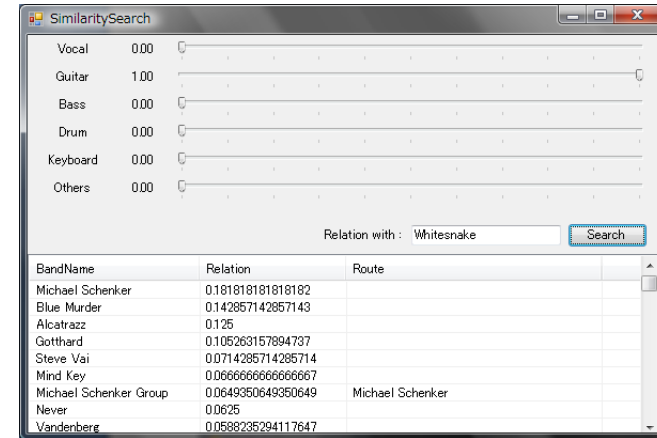 SimilaritySearch
Vocal 0.00
Guitar 1.00
Bass 0.00
Drum 0.00
Keyboard 0.00
Others 0.00
Relation with : Whitesnake Search
BandName Relation Route
Michael Schenker 0.181818181818182
Blue Murder 0.142857142857143
Alcatrazz 0.125
Gotthard 0.105263157894737
Steve Vai 0.0714285714285714
Mind Key 0.0666666666666667
Michael Schenker Group 0.0649350649350649 Michael Schenker
Never 0.0625
Vandenberg 0.0588235294117647